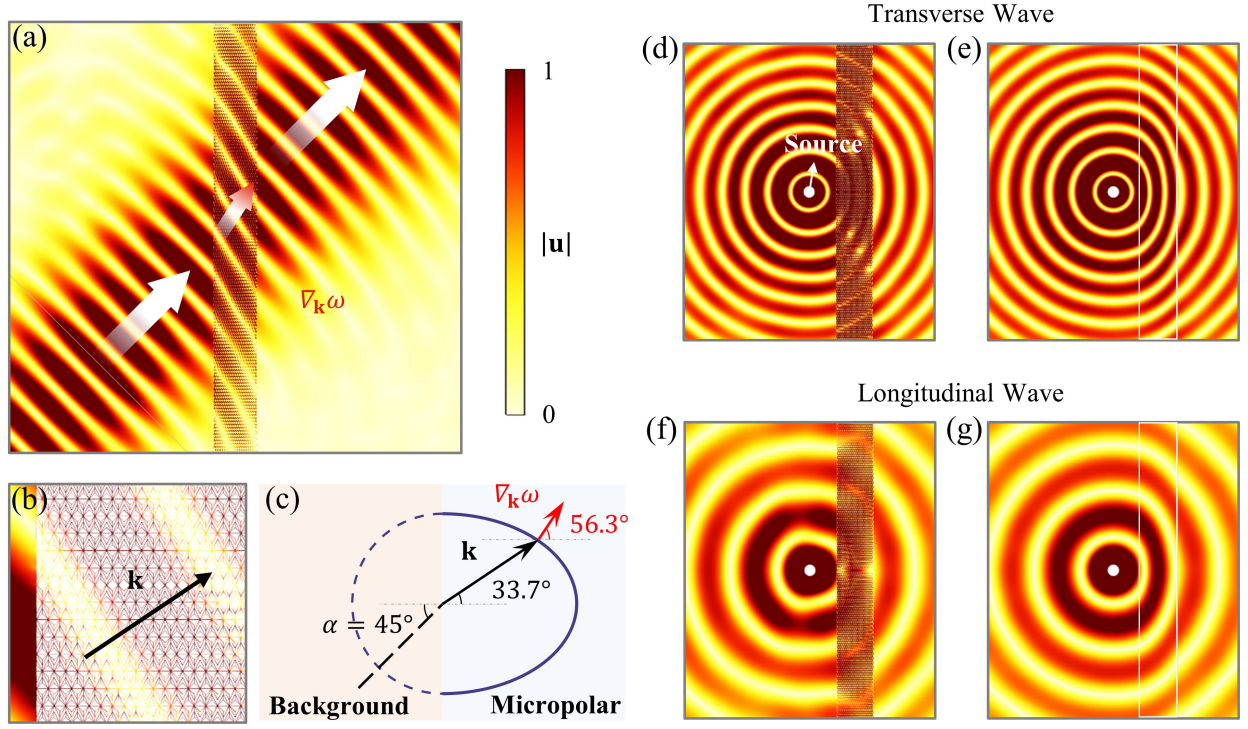 (a)
1
|u|
0
∇kω
(b)
k
(c)
∇kω
56.3°
k
33.7°
α = 45°
Background
Micropolar
Transverse Wave
(d)
Source
(e)
Longitudinal Wave
(f)
(g)